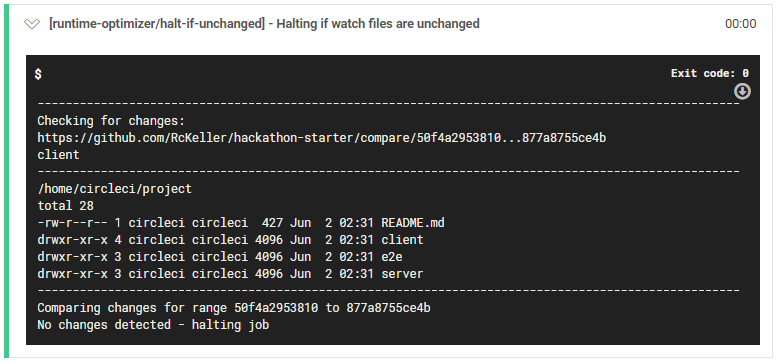 [runtime-optimizer/halt-if-unchanged] - Halting if watch files are unchanged 00:00
$ Exit code: 0
----------------------------------------------------------------------------------------------------
Checking for changes:
https://github.com/RcKeller/hackathon-starter/compare/50f4a2953810...877a8755ce4b
client
----------------------------------------------------------------------------------------------------
/home/circleci/project
total 28
-rw-r--r-- 1 circleci circleci  427 Jun  2 02:31 README.md
drwxr-xr-x 4 circleci circleci 4096 Jun  2 02:31 client
drwxr-xr-x 3 circleci circleci 4096 Jun  2 02:31 e2e
drwxr-xr-x 3 circleci circleci 4096 Jun  2 02:31 server
----------------------------------------------------------------------------------------------------
Comparing changes for range 50f4a2953810 to 877a8755ce4b
No changes detected - halting job